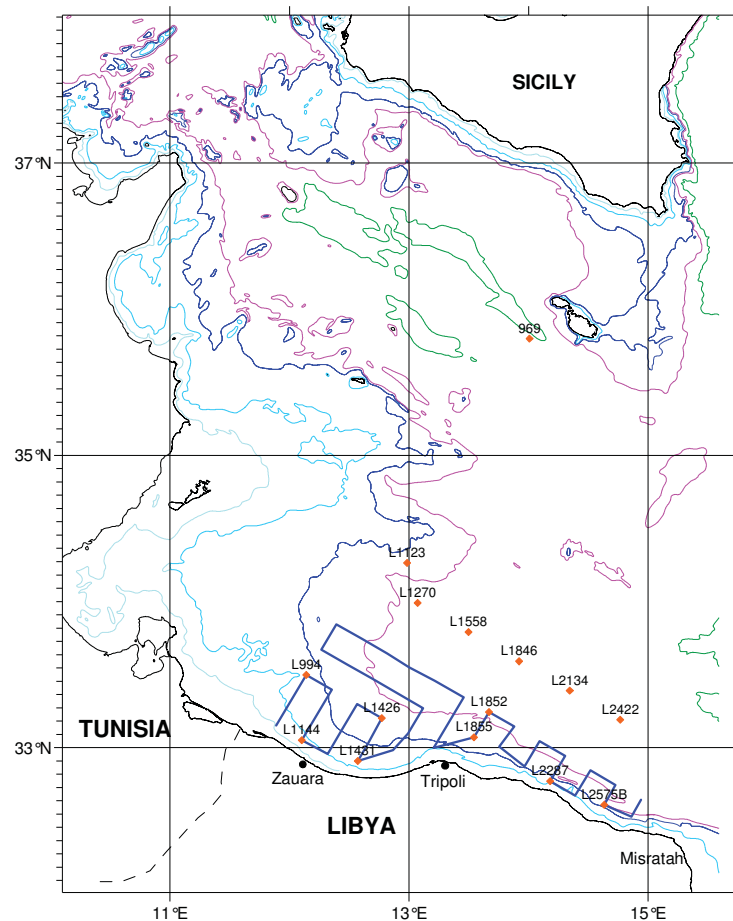 SICILY
37°N
969
35°N
L1123
L1270
L1558
L1846
L994
L2134
L1852
L1426
L2422
TUNISIA
L1144
L1855
33°N
L1431
Zauara
Tripoli
L2287
L2575B
LIBYA
Misratah
11°E
13°E
15°E